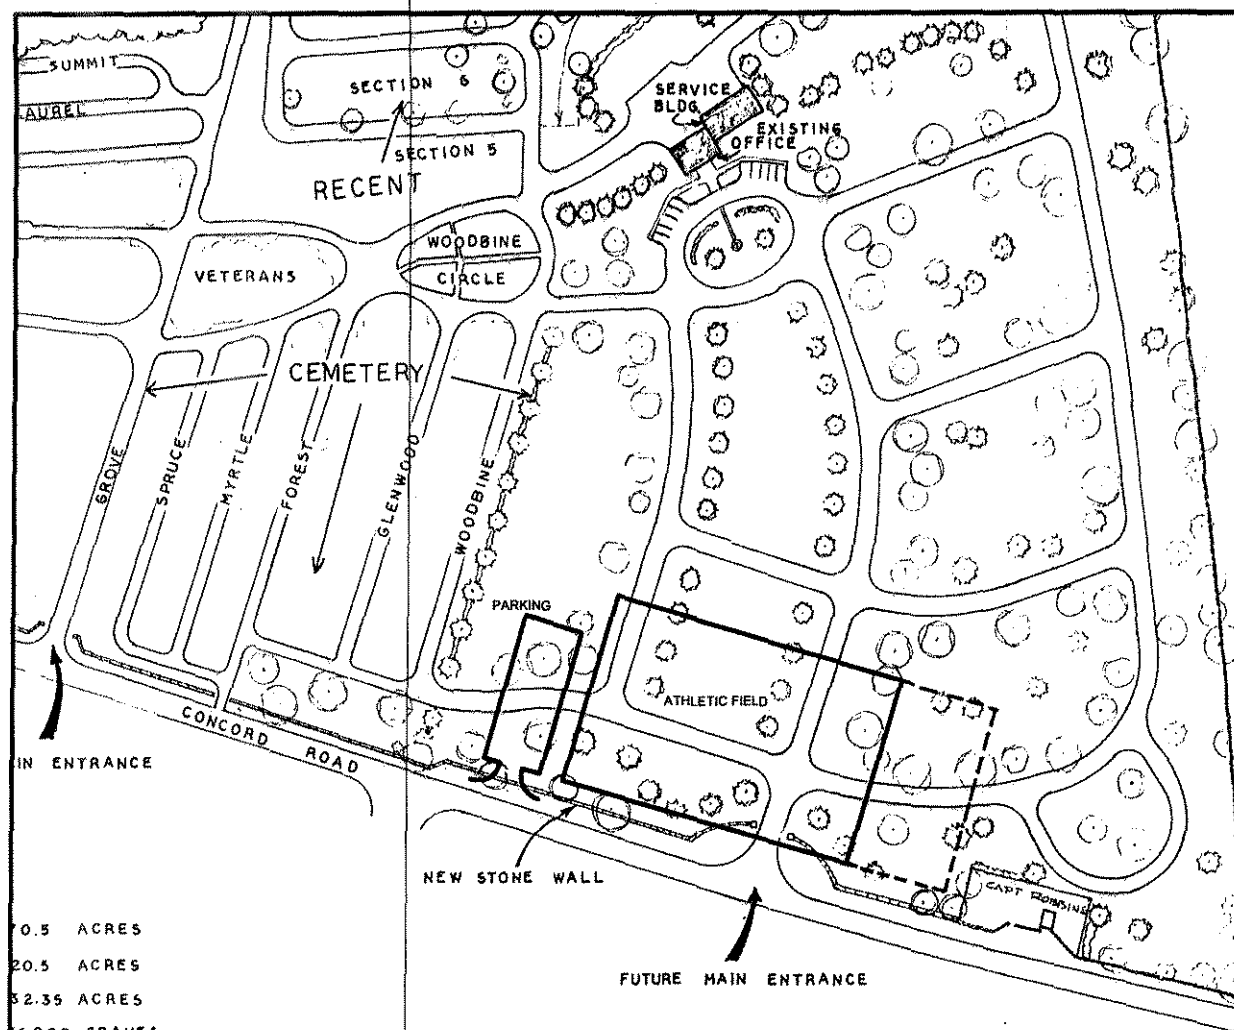 SUMMIT
SECTION 6
SERVICE
BLDG.
AUREL
EXISTING
OFFICE
SECTION 5
RECENT
WOODBINE
CIRCLE
VETERANS
CEMETERY
GROVE
SPRUCE
MYRTLE
FOREST
GLENWOOD
WOODBINE
PARKING
ATHLETIC FIELD
CONCORD ROAD
IN ENTRANCE
NEW STONE WALL
CAPT ROBBINS
FUTURE MAIN ENTRANCE
70.5 ACRES
20.5 ACRES
32.35 ACRES